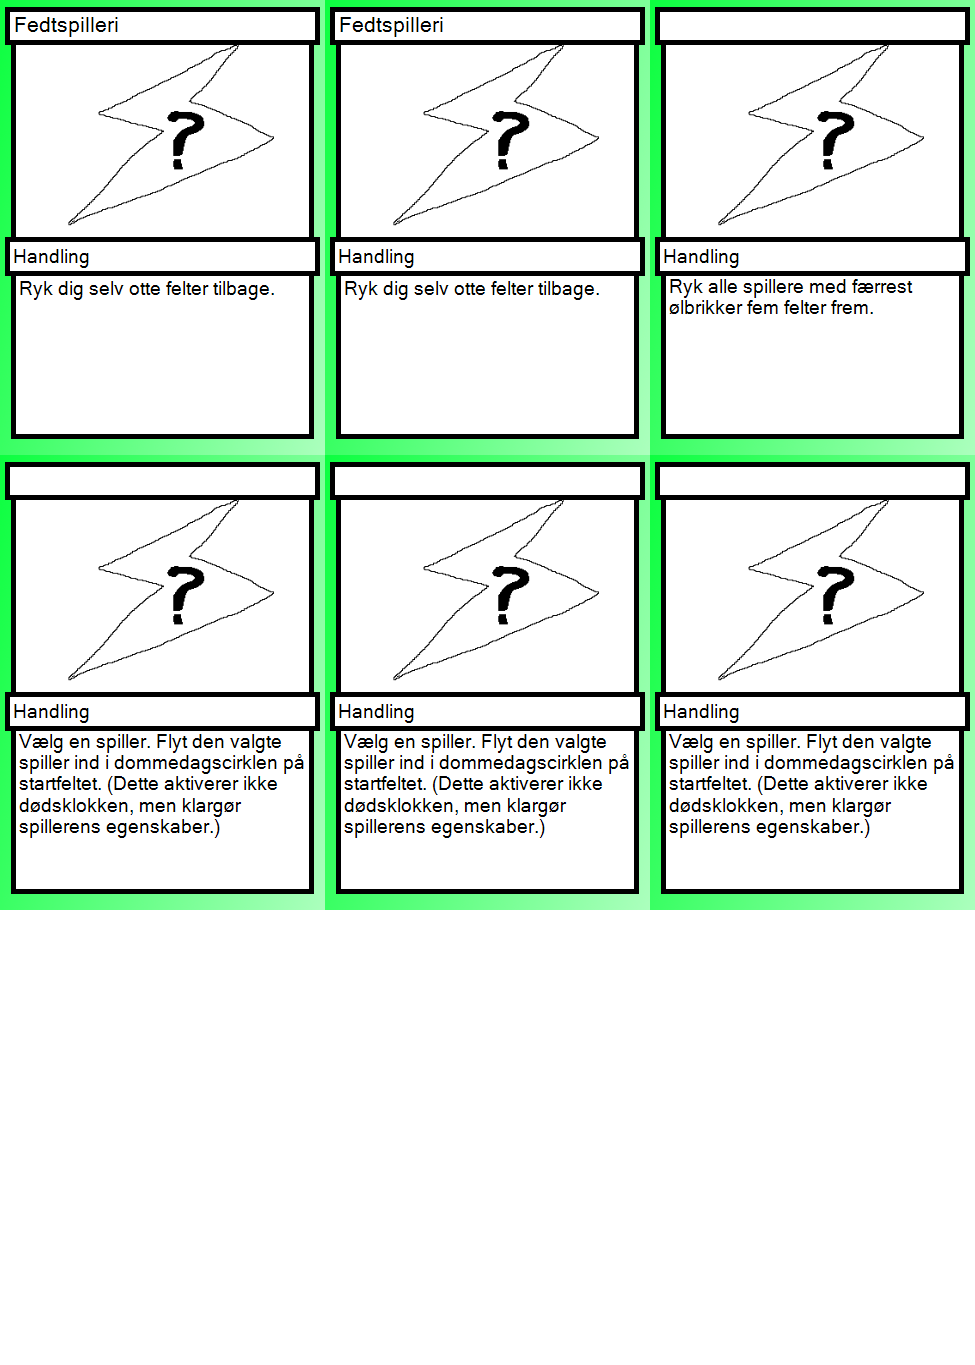 Fedtspilleri
?
Handling
Ryk dig selv otte felter tilbage.
Fedtspilleri
?
Handling
Ryk dig selv otte felter tilbage.
?
Handling
Ryk alle spillere med færrest
ølbrikker fem felter frem.
?
Handling
Vælg en spiller. Flyt den valgte
spiller ind i dommedagscirklen på
startfeltet. (Dette aktiverer ikke
dødsklokken, men klargør
spillerens egenskaber.)
?
Handling
Vælg en spiller. Flyt den valgte
spiller ind i dommedagscirklen på
startfeltet. (Dette aktiverer ikke
dødsklokken, men klargør
spillerens egenskaber.)
?
Handling
Vælg en spiller. Flyt den valgte
spiller ind i dommedagscirklen på
startfeltet. (Dette aktiverer ikke
dødsklokken, men klargør
spillerens egenskaber.)